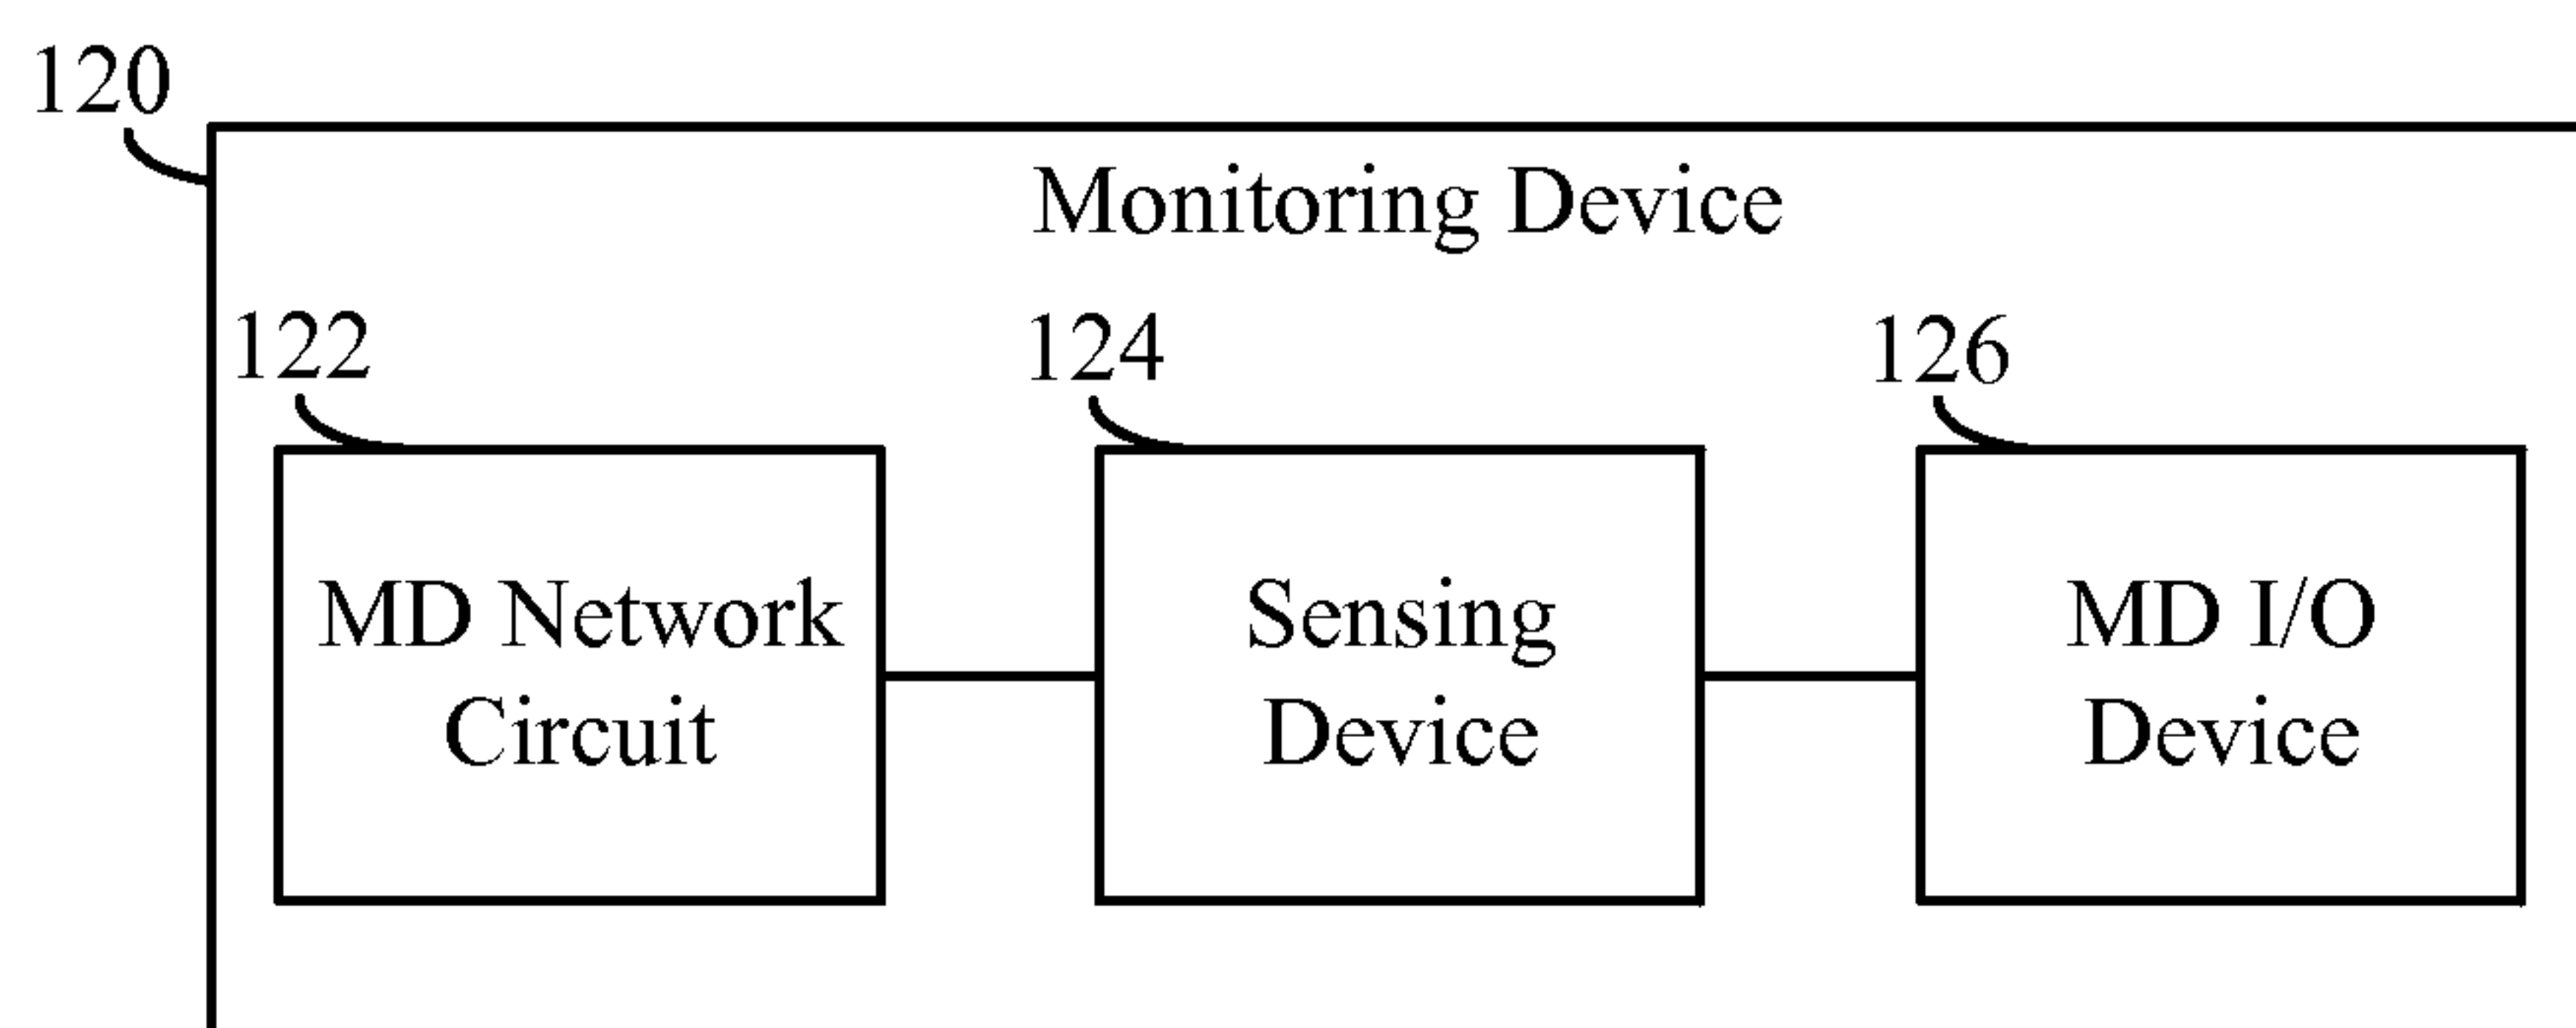 120
Monitoring Device
122
124
126
MD Network
Circuit
Sensing
Device
MD I/O
Device